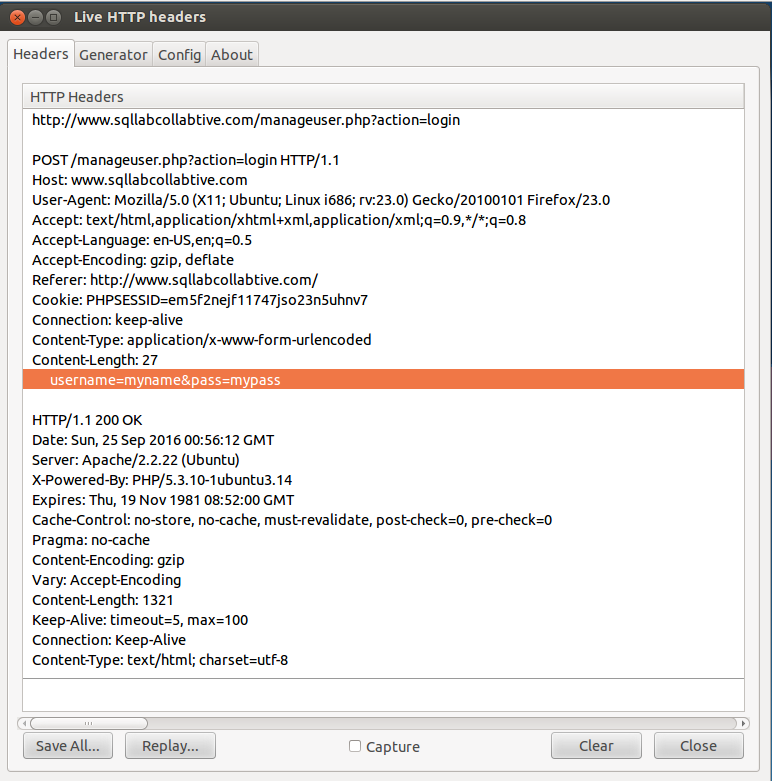 Live HTTP headers
Headers Generator Config About
HTTP Headers
http://www.sqllabcollabtive.com/manageuser.php?action=login
POST /manageuser.php?action=login HTTP/1.1
Host: www.sqllabcollabtive.com
User-Agent: Mozilla/5.0 (X11; Ubuntu; Linux i686; rv:23.0) Gecko/20100101 Firefox/23.0
Accept: text/html,application/xhtml+xml,application/xml;q=0.9,*/*;q=0.8
Accept-Language: en-US,en;q=0.5
Accept-Encoding: gzip, deflate
Referer: http://www.sqllabcollabtive.com/
Cookie: PHPSESSID=em5f2nejf11747jso23n5uhnv7
Connection: keep-alive
Content-Type: application/x-www-form-urlencoded
Content-Length: 27
username=myname&pass=mypass
HTTP/1.1 200 OK
Date: Sun, 25 Sep 2016 00:56:12 GMT
Server: Apache/2.2.22 (Ubuntu)
X-Powered-By: PHP/5.3.10-1ubuntu3.14
Expires: Thu, 19 Nov 1981 08:52:00 GMT
Cache-Control: no-store, no-cache, must-revalidate, post-check=0, pre-check=0
Pragma: no-cache
Content-Encoding: gzip
Vary: Accept-Encoding
Content-Length: 1321
Keep-Alive: timeout=5, max=100
Connection: Keep-Alive
Content-Type: text/html; charset=utf-8
Save All... Replay... Capture Clear Close